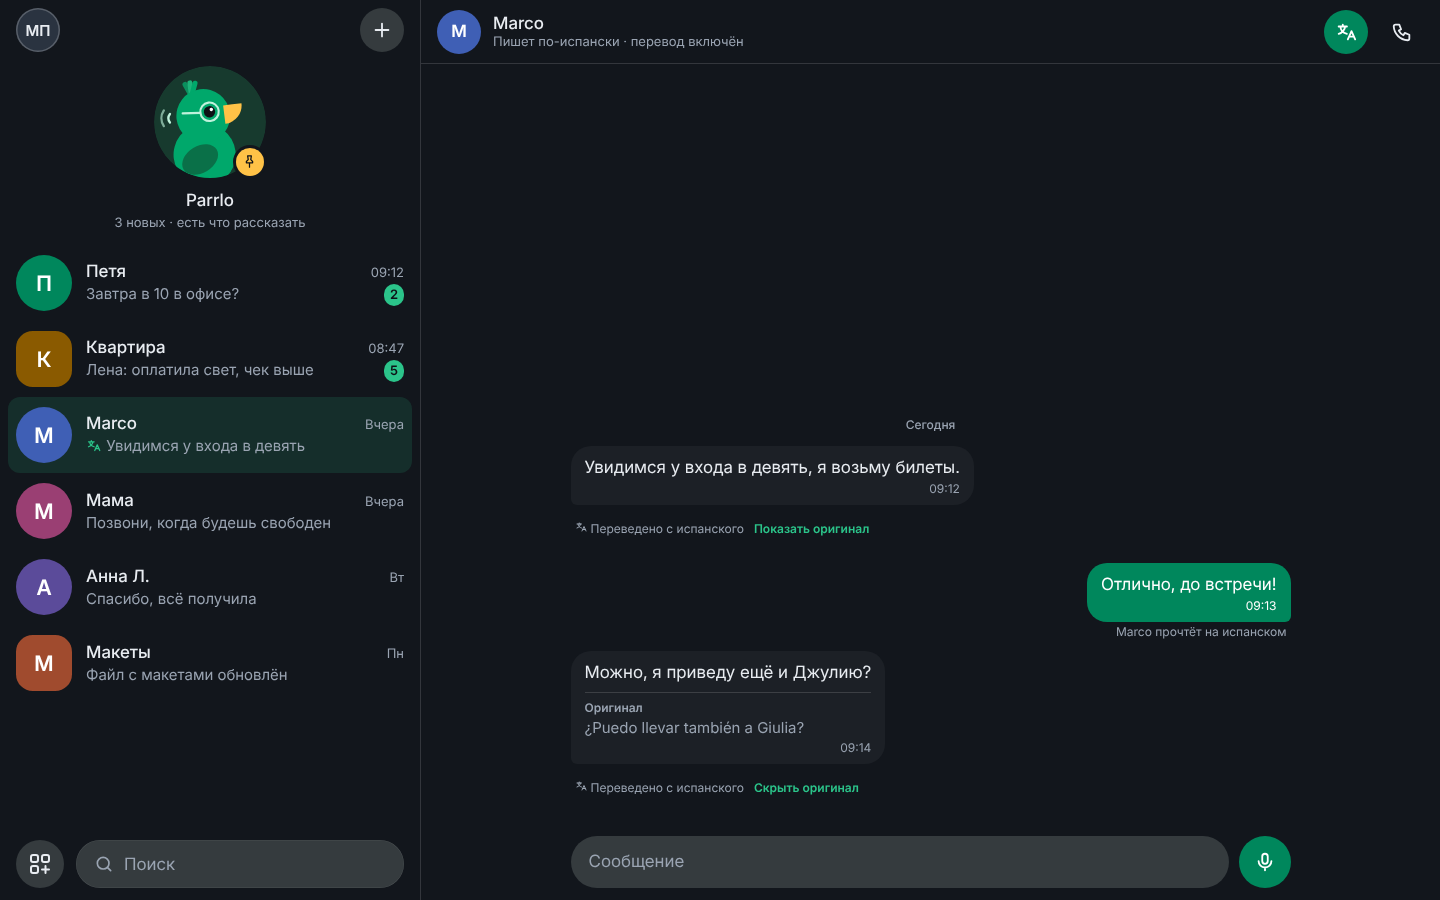 МП
Parrlo
3 новых · есть что рассказать
П
Петя
09:12
Завтра в 10 в офисе?
2
К
Квартира
08:47
Лена: оплатила свет, чек выше
5
M
Marco
Вчера
Увидимся у входа в девять
М
Мама
Вчера
Позвони, когда будешь свободен
А
Анна Л.
Вт
Спасибо, всё получила
М
Макеты
Пн
Файл с макетами обновлён
Поиск
M
Marco
Пишет по-испански · перевод включён
Сегодня
Увидимся у входа в девять, я возьму билеты.
09:12
Переведено с испанского Показать оригинал
Отлично, до встречи!
09:13
Marco прочтёт на испанском
Можно, я приведу ещё и Джулию?
Оригинал
¿Puedo llevar también a Giulia?
09:14
Переведено с испанского Скрыть оригинал
Сообщение